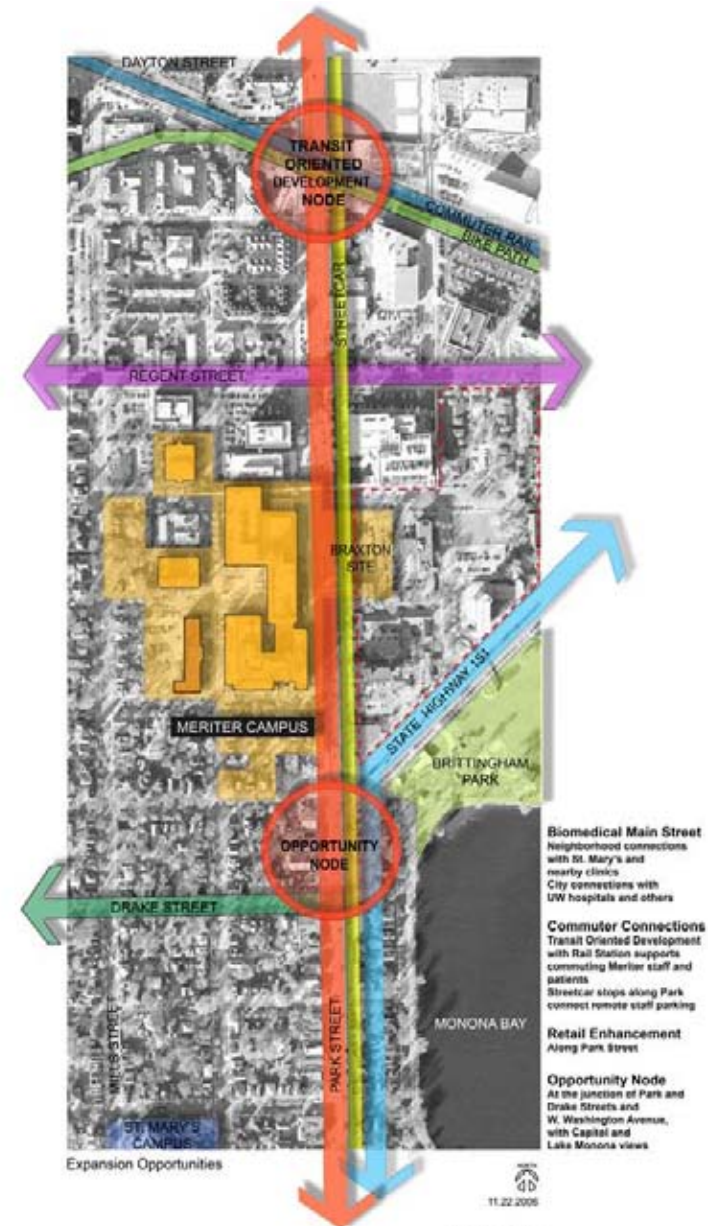 DAYTON STREET
TRANSIT
ORIENTED
DEVELOPMENT
NODE
COMMUTER RAIL
BIKE PATH
STREETCAR
REGENT STREET
BRAXTON
SITE
STATE HIGHWAY 151
MERITER CAMPUS
BRITTINGHAM
PARK
OPPORTUNITY
NODE
DRAKE STREET
MILLS STREET
PARK STREET
MONONA BAY
ST. MARY'S
CAMPUS
Biomedical Main Street
Neighborhood connections
with St. Mary's and
nearby clinics
City connections with
UW hospitals and others
Commuter Connections
Transit Oriented Development
with Rail Station supports
commuting Meriter staff and
patients
Streetcar stops along Park
connect remote staff parking
Retail Enhancement
Along Park Street
Opportunity Node
At the junction of Park and
Drake Streets and
W. Washington Avenue,
with Capitol and
Lake Monona views
Expansion Opportunities
NORTH
11.22.2006